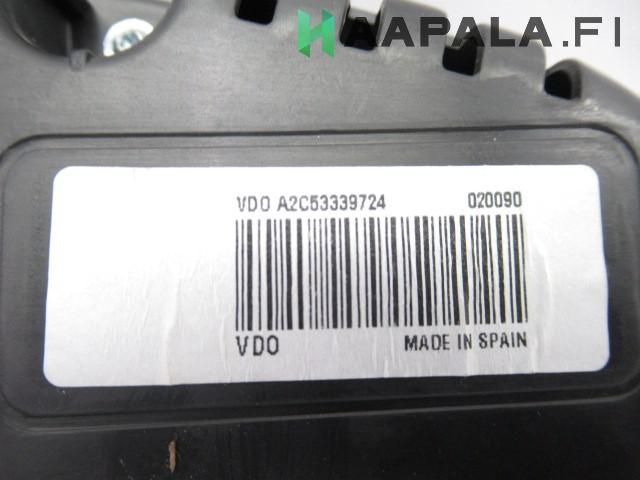 HAAPALA.FI
VDO A2C53339724 020090
VDO MADE IN SPAIN